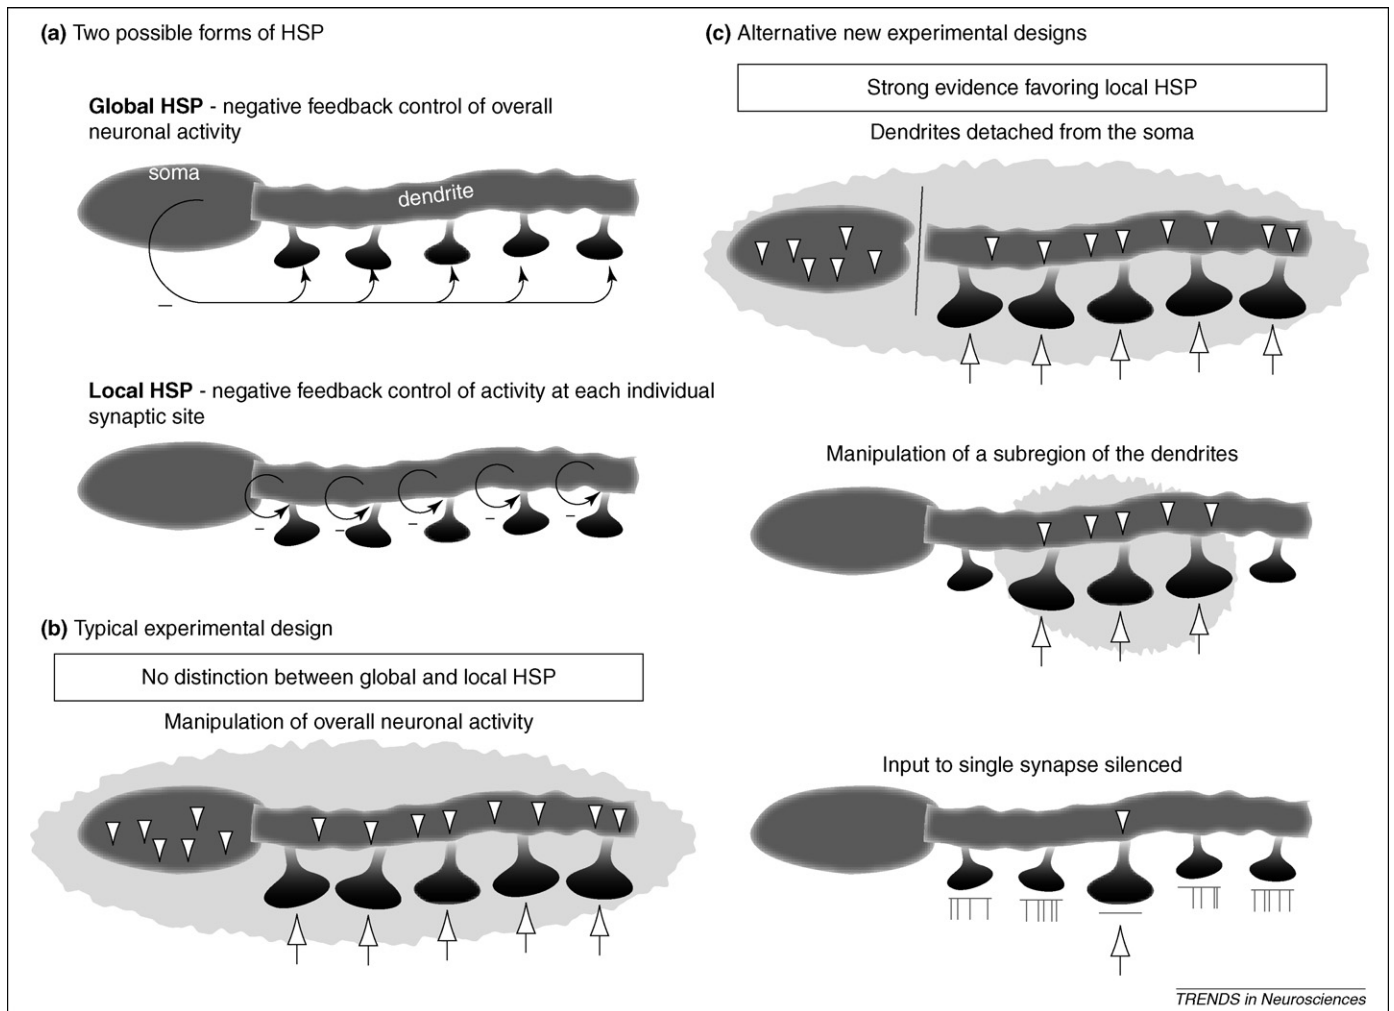 (a) Two possible forms of HSP
Global HSP - negative feedback control of overall
neuronal activity
soma
dendrite
–
Local HSP - negative feedback control of activity at each individual
synaptic site
– – – – –
(b) Typical experimental design
No distinction between global and local HSP
Manipulation of overall neuronal activity
(c) Alternative new experimental designs
Strong evidence favoring local HSP
Dendrites detached from the soma
Manipulation of a subregion of the dendrites
Input to single synapse silenced
TRENDS in Neurosciences